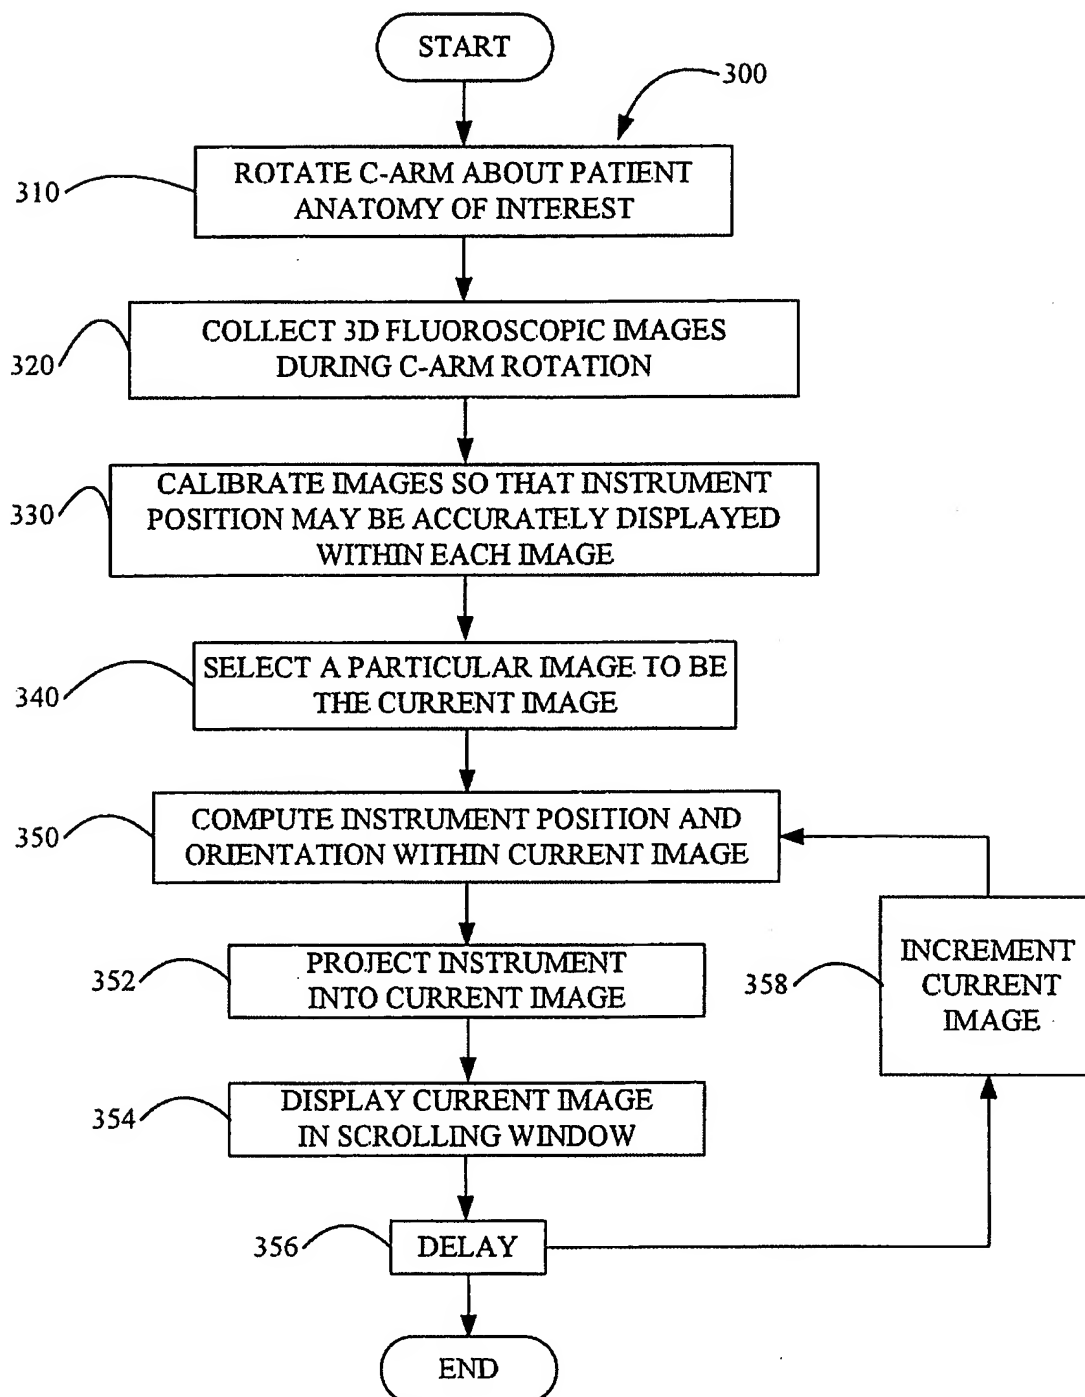 START
300
310
ROTATE C-ARM ABOUT PATIENT
ANATOMY OF INTEREST
320
COLLECT 3D FLUOROSCOPIC IMAGES
DURING C-ARM ROTATION
330
CALIBRATE IMAGES SO THAT INSTRUMENT
POSITION MAY BE ACCURATELY DISPLAYED
WITHIN EACH IMAGE
340
SELECT A PARTICULAR IMAGE TO BE
THE CURRENT IMAGE
350
COMPUTE INSTRUMENT POSITION AND
ORIENTATION WITHIN CURRENT IMAGE
352
PROJECT INSTRUMENT
INTO CURRENT IMAGE
358
INCREMENT
CURRENT
IMAGE
354
DISPLAY CURRENT IMAGE
IN SCROLLING WINDOW
356
DELAY
END